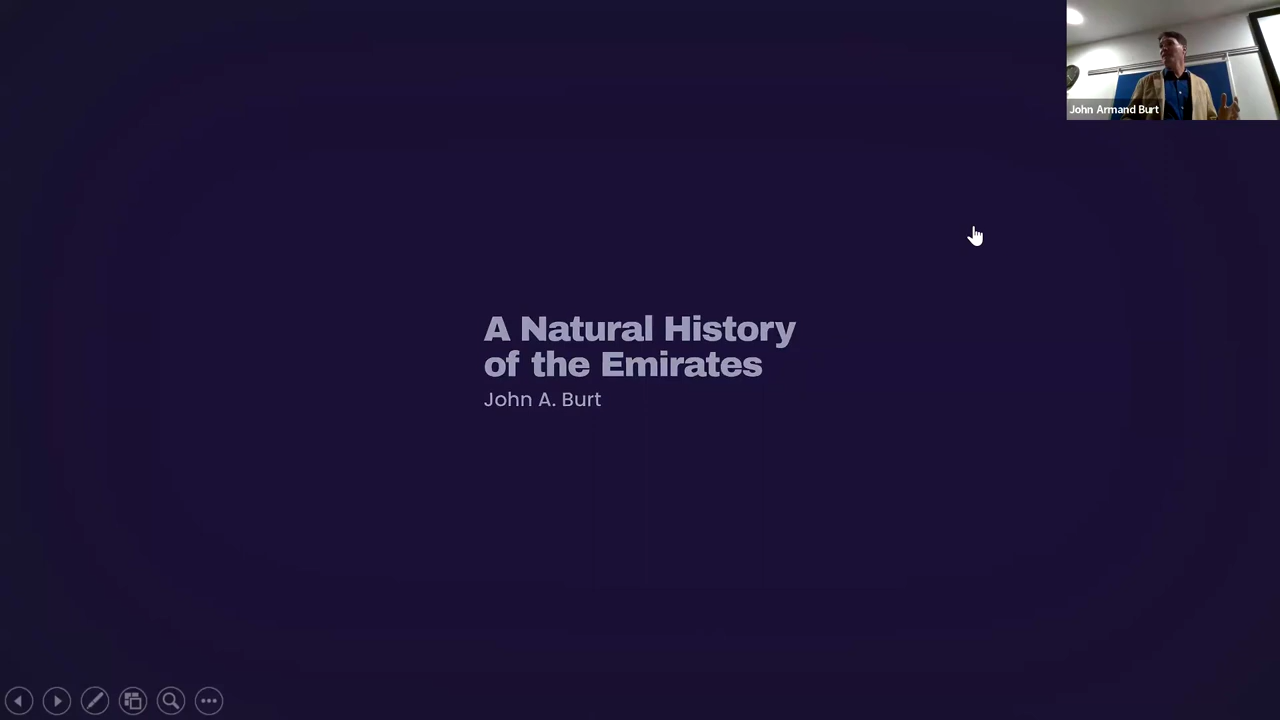 John Armand Burt
A Natural History
of the Emirates
John A. Burt